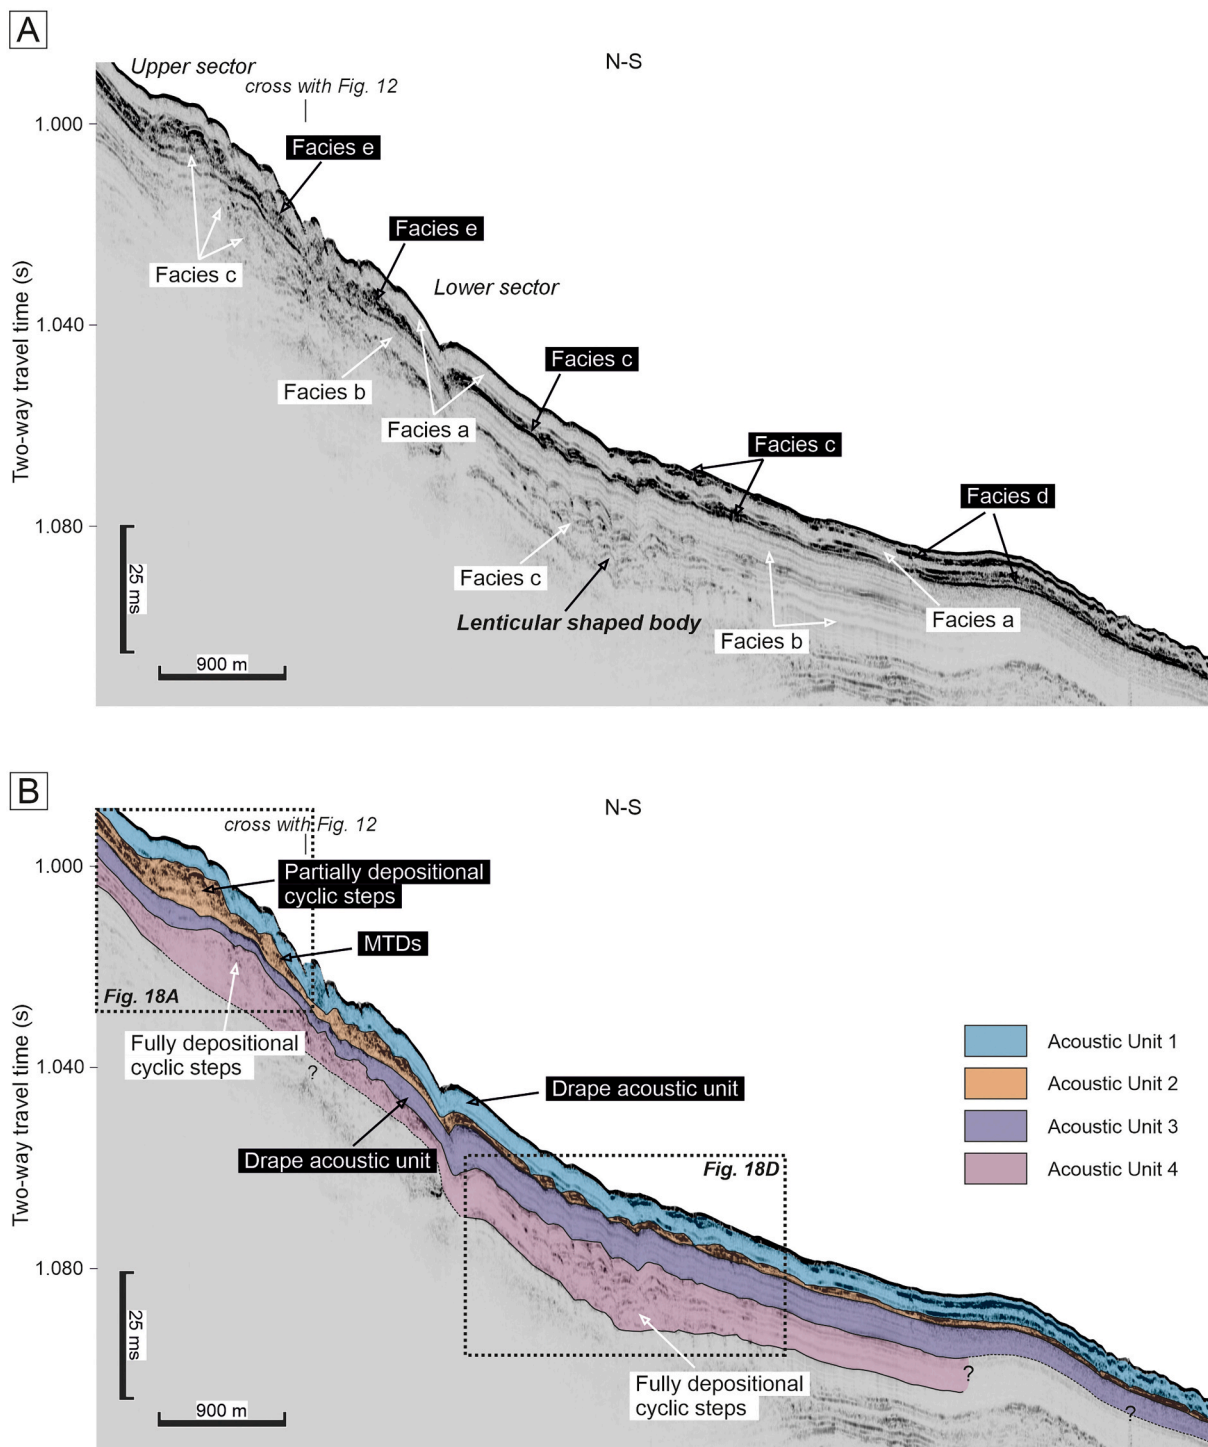 A
N-S
Upper sector
cross with Fig. 12
1.000
Facies e
Facies e
Facies c
Lower sector
Two-way travel time (s)
1.040
Facies c
Facies b
Facies a
Facies c
Facies d
1.080
25 ms
Facies c
Lenticular shaped body
Facies a
Facies b
900 m
B
N-S
cross with Fig. 12
1.000
Partially depositional
cyclic steps
MTDs
Fig. 18A
Fully depositional
cyclic steps
Two-way travel time (s)
1.040
?
Acoustic Unit 1
Acoustic Unit 2
Acoustic Unit 3
Acoustic Unit 4
Drape acoustic unit
Drape acoustic unit
Fig. 18D
1.080
25 ms
Fully depositional
cyclic steps
?
?
900 m